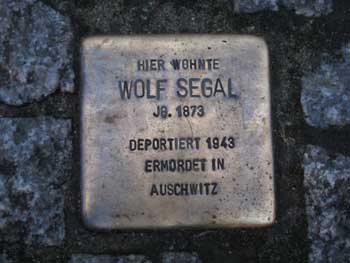 HIER WOHNTE
WOLF SEGAL
JG. 1873
DEPORTIERT 1943
ERMORDET IN
AUSCHWITZ